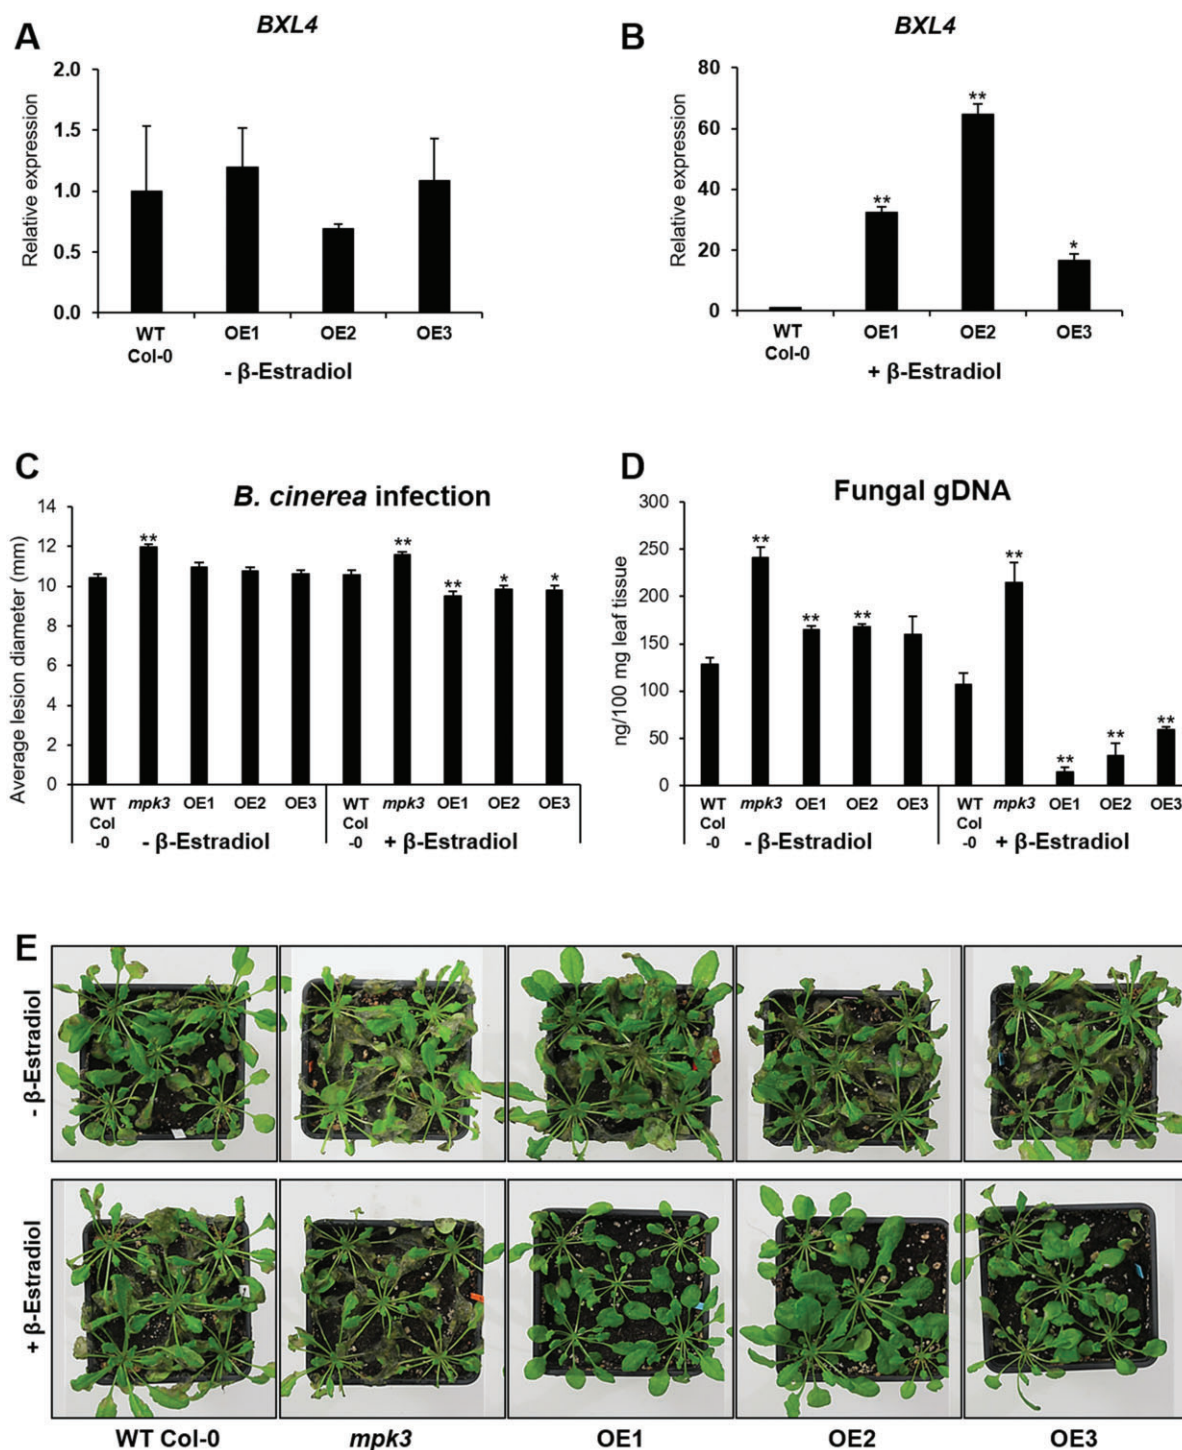 A
BXL4
Relative expression
2.0
1.5
1.0
0.5
0.0
WT Col-0
OE1
OE2
OE3
- β-Estradiol
B
BXL4
Relative expression
80
60
40
20
0
**
**
*
WT Col-0
OE1
OE2
OE3
+ β-Estradiol
C
B. cinerea infection
Average lesion diameter (mm)
14
12
10
8
6
4
2
0
**
**
**
*
*
WT Col -0
mpk3
OE1
OE2
OE3
WT Col -0
mpk3
OE1
OE2
OE3
- β-Estradiol
+ β-Estradiol
D
Fungal gDNA
ng/100 mg leaf tissue
300
250
200
150
100
50
0
**
**
**
**
**
**
**
WT Col -0
mpk3
OE1
OE2
OE3
WT Col -0
mpk3
OE1
OE2
OE3
- β-Estradiol
+ β-Estradiol
E
- β-Estradiol
+ β-Estradiol
WT Col-0
mpk3
OE1
OE2
OE3